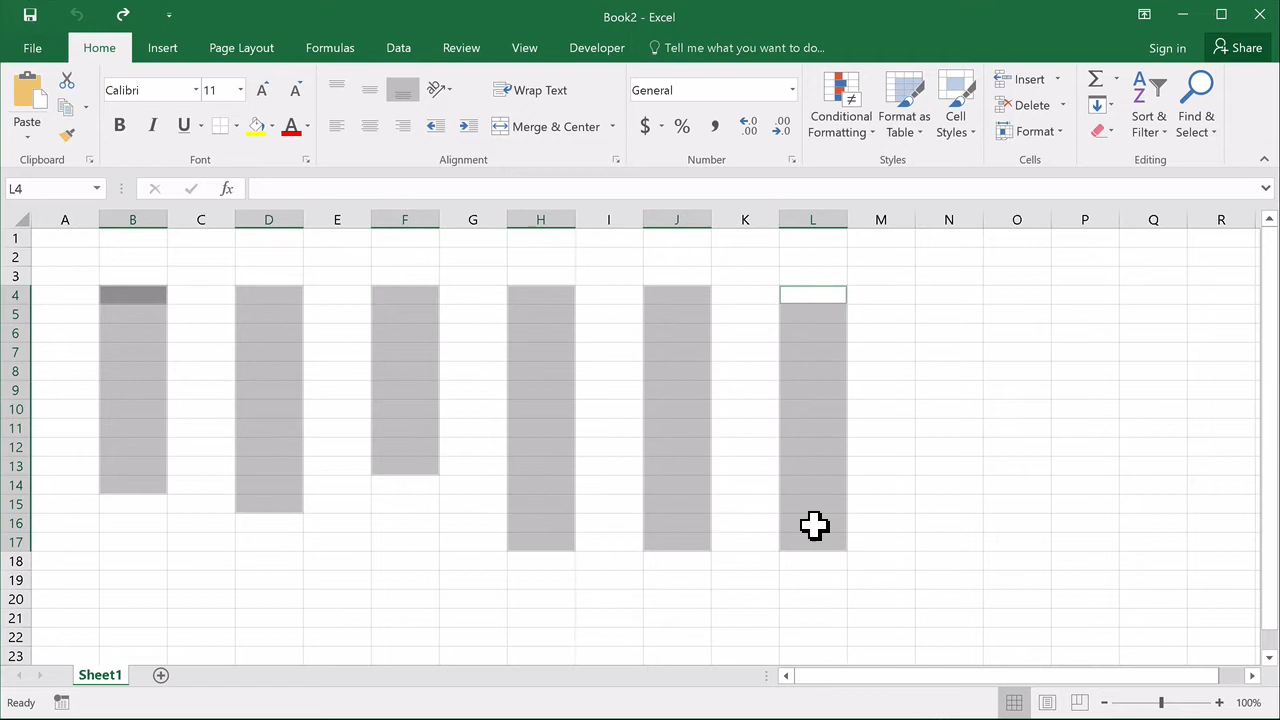 Book2 - Excel
File Home Insert Page Layout Formulas Data Review View Developer Tell me what you want to do... Sign in Share
Paste
Calibri 11
B I U A
Wrap Text
Merge & Center
General
$ % ,
Conditional Formatting
Format as Table
Cell Styles
Insert
Delete
Format
Sort & Filter
Find & Select
Clipboard Font Alignment Number Styles Cells Editing
L4 fx
A B C D E F G H I J K L M N O P Q R
1
2
3
4
5
6
7
8
9
10
11
12
13
14
15
16
17
18
19
20
21
22
23
Sheet1
Ready 100%